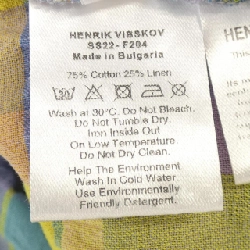 HENRIK VIBSKOV
SS22- F204
Made in Bulgaria
75% Cotton 25% Linen
Wash at 30°C. Do Not Bleach.
Do Not Tumble Dry.
Iron Inside Out
On Low Temperature.
Do Not Dry Clean.
Help The Environment
Wash In Cold Water.
Use Environmentally
Friendly Detergent.
HEN